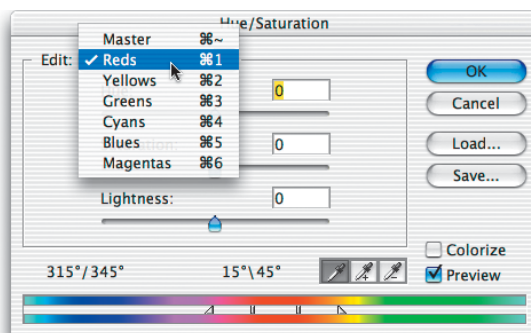 Hue/Saturation
Edit:
Master ⌘~
✓ Reds ⌘1
Yellows ⌘2
Greens ⌘3
Cyans ⌘4
Blues ⌘5
Magentas ⌘6
0
0
Lightness: 0
OK
Cancel
Load...
Save...
Colorize
Preview
315°/345° 15°\45°